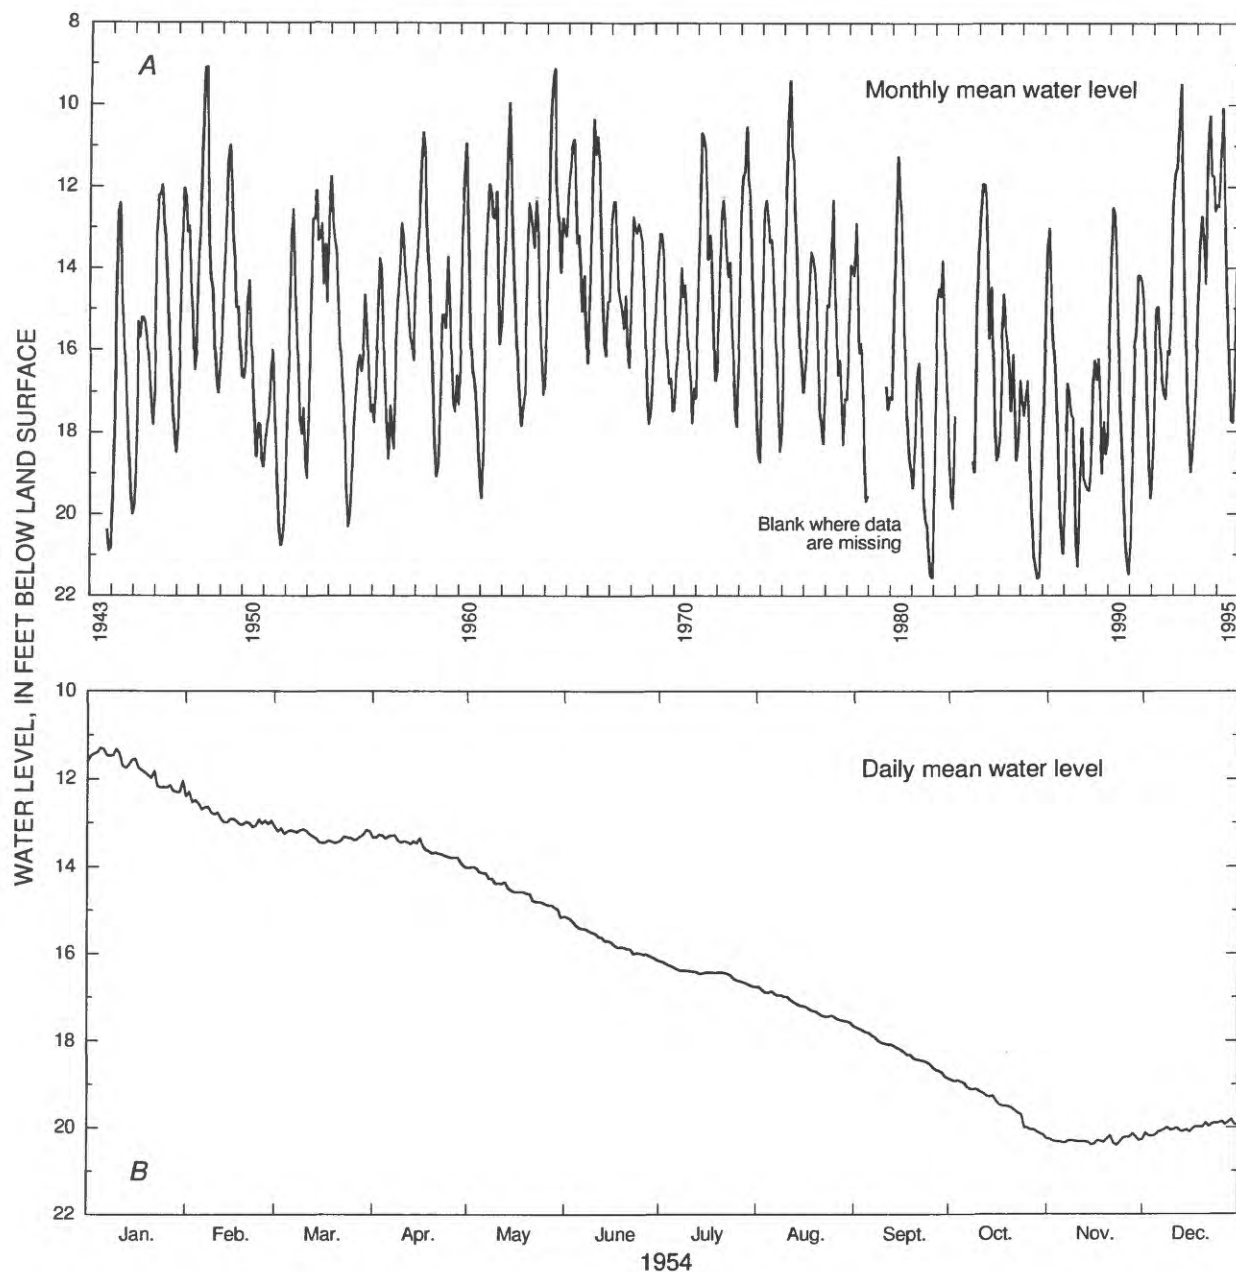 WATER LEVEL, IN FEET BELOW LAND SURFACE
A
Monthly mean water level
8
10
12
14
16
18
20
22
Blank where data
are missing
1943
1950
1960
1970
1980
1990
1995
B
Daily mean water level
10
12
14
16
18
20
22
Jan.
Feb.
Mar.
Apr.
May
June
July
Aug.
Sept.
Oct.
Nov.
Dec.
1954